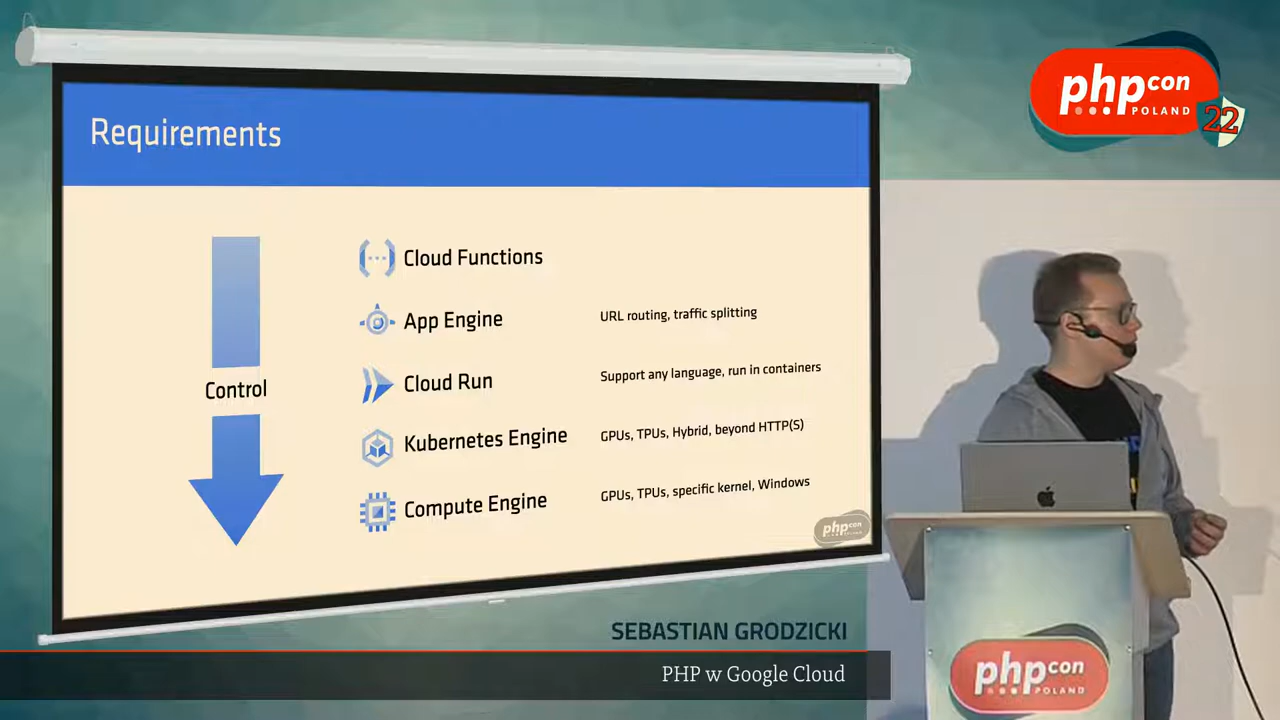 Requirements
Control
Cloud Functions
App Engine
URL routing, traffic splitting
Cloud Run
Support any language, run in containers
Kubernetes Engine
GPUs, TPUs, Hybrid, beyond HTTP(S)
Compute Engine
GPUs, TPUs, specific kernel, Windows
phpcon
POLAND
phpcon
POLAND
22
SEBASTIAN GRODZICKI
PHP w Google Cloud
phpcon
POLAND